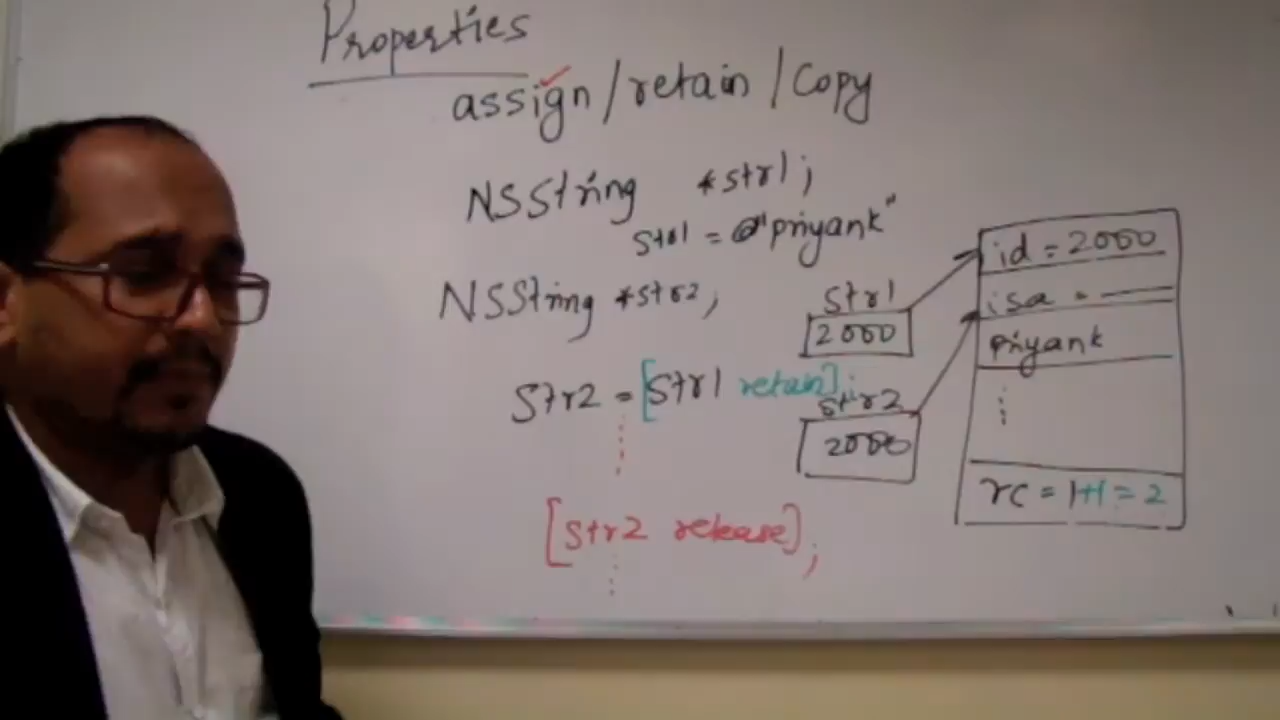 Properties
assign/retain/Copy
NSString *str1;
str1 = @"priyank"
NSString *str2;
Str2 = [Str1 retain];
[Str2 release];
Str1
2000
Str2
2000
id = 2000
isa =
Priyank
rc = 1+1 = 2